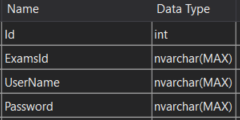 Name Data Type
Id int
ExamsId nvarchar(MAX)
UserName nvarchar(MAX)
Password nvarchar(MAX)